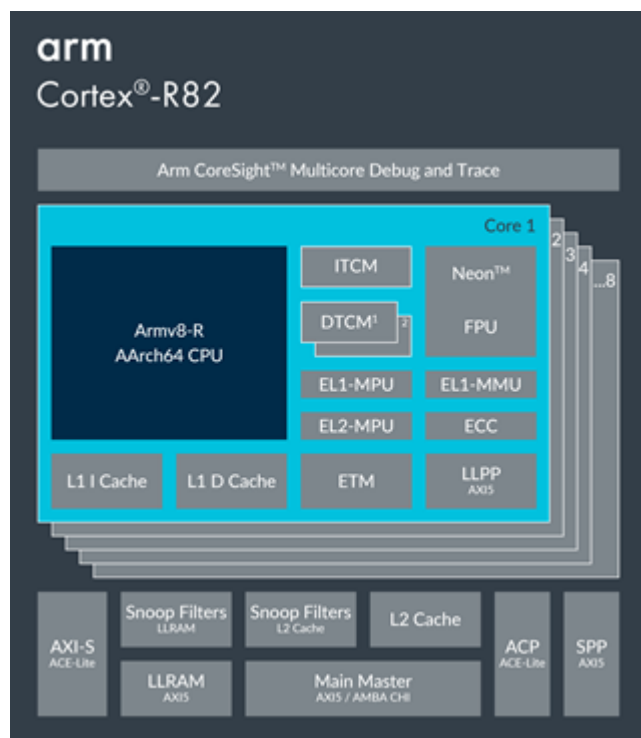 arm
Cortex®-R82
Arm CoreSight™ Multicore Debug and Trace
Core 1
2
3
4
...8
Armv8-R
AArch64 CPU
ITCM
DTCM¹
2
Neon™
FPU
EL1-MPU
EL1-MMU
EL2-MPU
ECC
L1 I Cache
L1 D Cache
ETM
LLPP
AXI5
AXI-S
ACE-Lite
Snoop Filters
LLRAM
Snoop Filters
L2 Cache
L2 Cache
LLRAM
AXI5
Main Master
AXI5 / AMBA CHI
ACP
ACE-Lite
SPP
AXI5